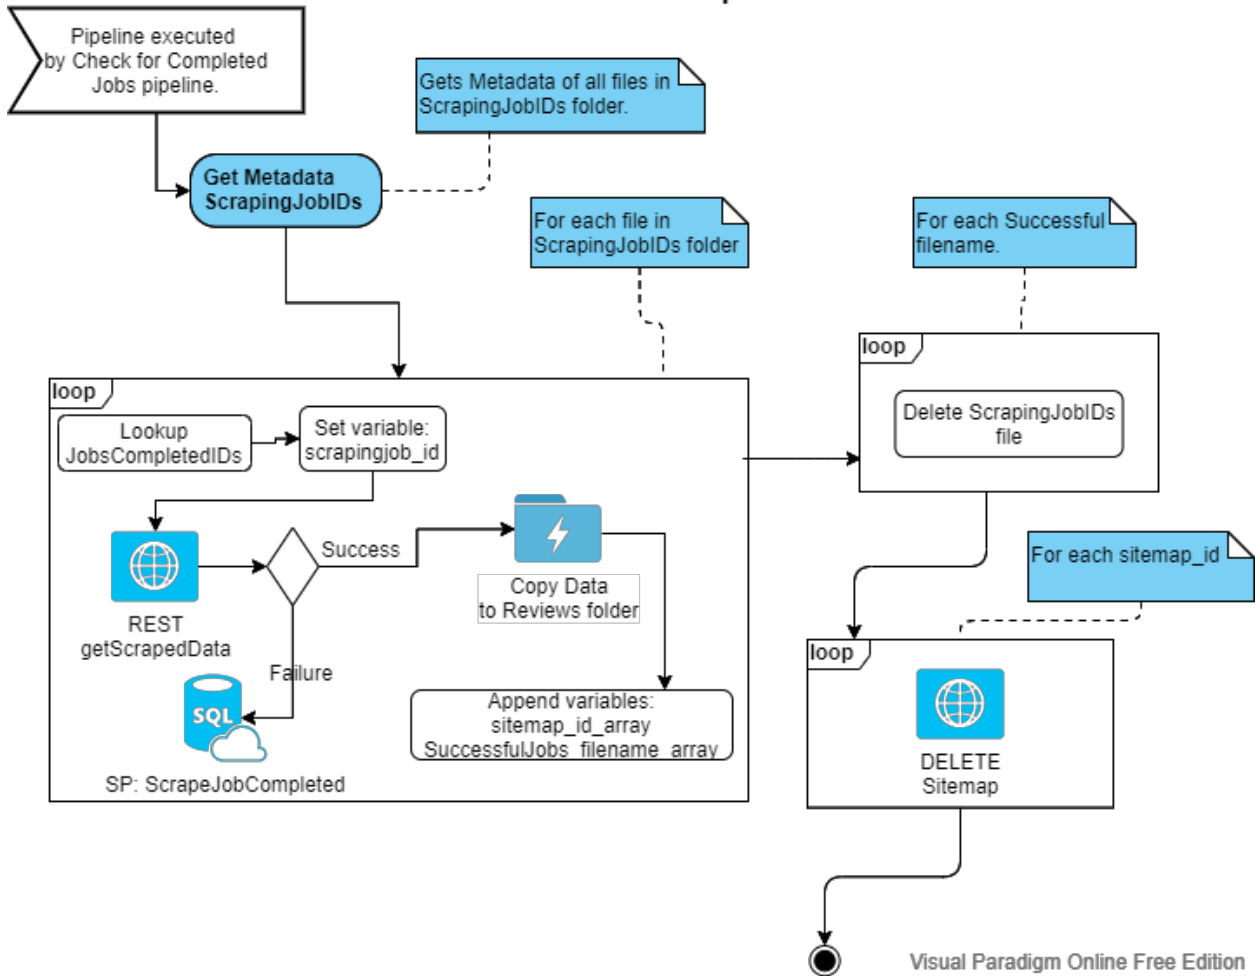 Pipeline executed
by Check for Completed
Jobs pipeline.
Gets Metadata of all files in
ScrapingJobIDs folder.
Get Metadata
ScrapingJobIDs
For each file in
ScrapingJobIDs folder
For each Successful
filename.
loop
Lookup
JobsCompletedIDs
Set variable:
scrapingjob_id
REST
getScrapedData
Success
Failure
Copy Data
to Reviews folder
SQL
SP: ScrapeJobCompleted
Append variables:
sitemap_id_array
SuccessfulJobs_filename_array
loop
Delete ScrapingJobIDs
file
For each sitemap_id
loop
DELETE
Sitemap
Visual Paradigm Online Free Edition